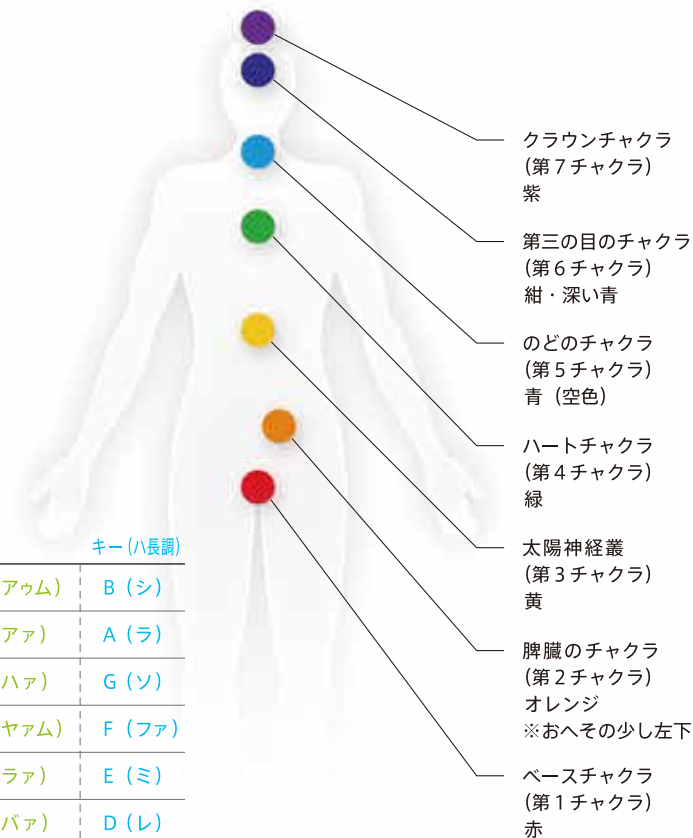 クラウンチャクラ
(第7チャクラ)
紫
第三の目のチャクラ
(第6チャクラ)
紺・深い青
のどのチャクラ
(第5チャクラ)
青(空色)
ハートチャクラ
(第4チャクラ)
緑
太陽神経叢
(第3チャクラ)
黄
脾臓のチャクラ
(第2チャクラ)
オレンジ
※おへその少し左下
ベースチャクラ
(第1チャクラ)
赤
キー(ハ長調)
アゥム) B(シ)
アァ) A(ラ)
ハァ) G(ソ)
ヤァム) F(ファ)
ラァ) E(ミ)
バァ) D(レ)